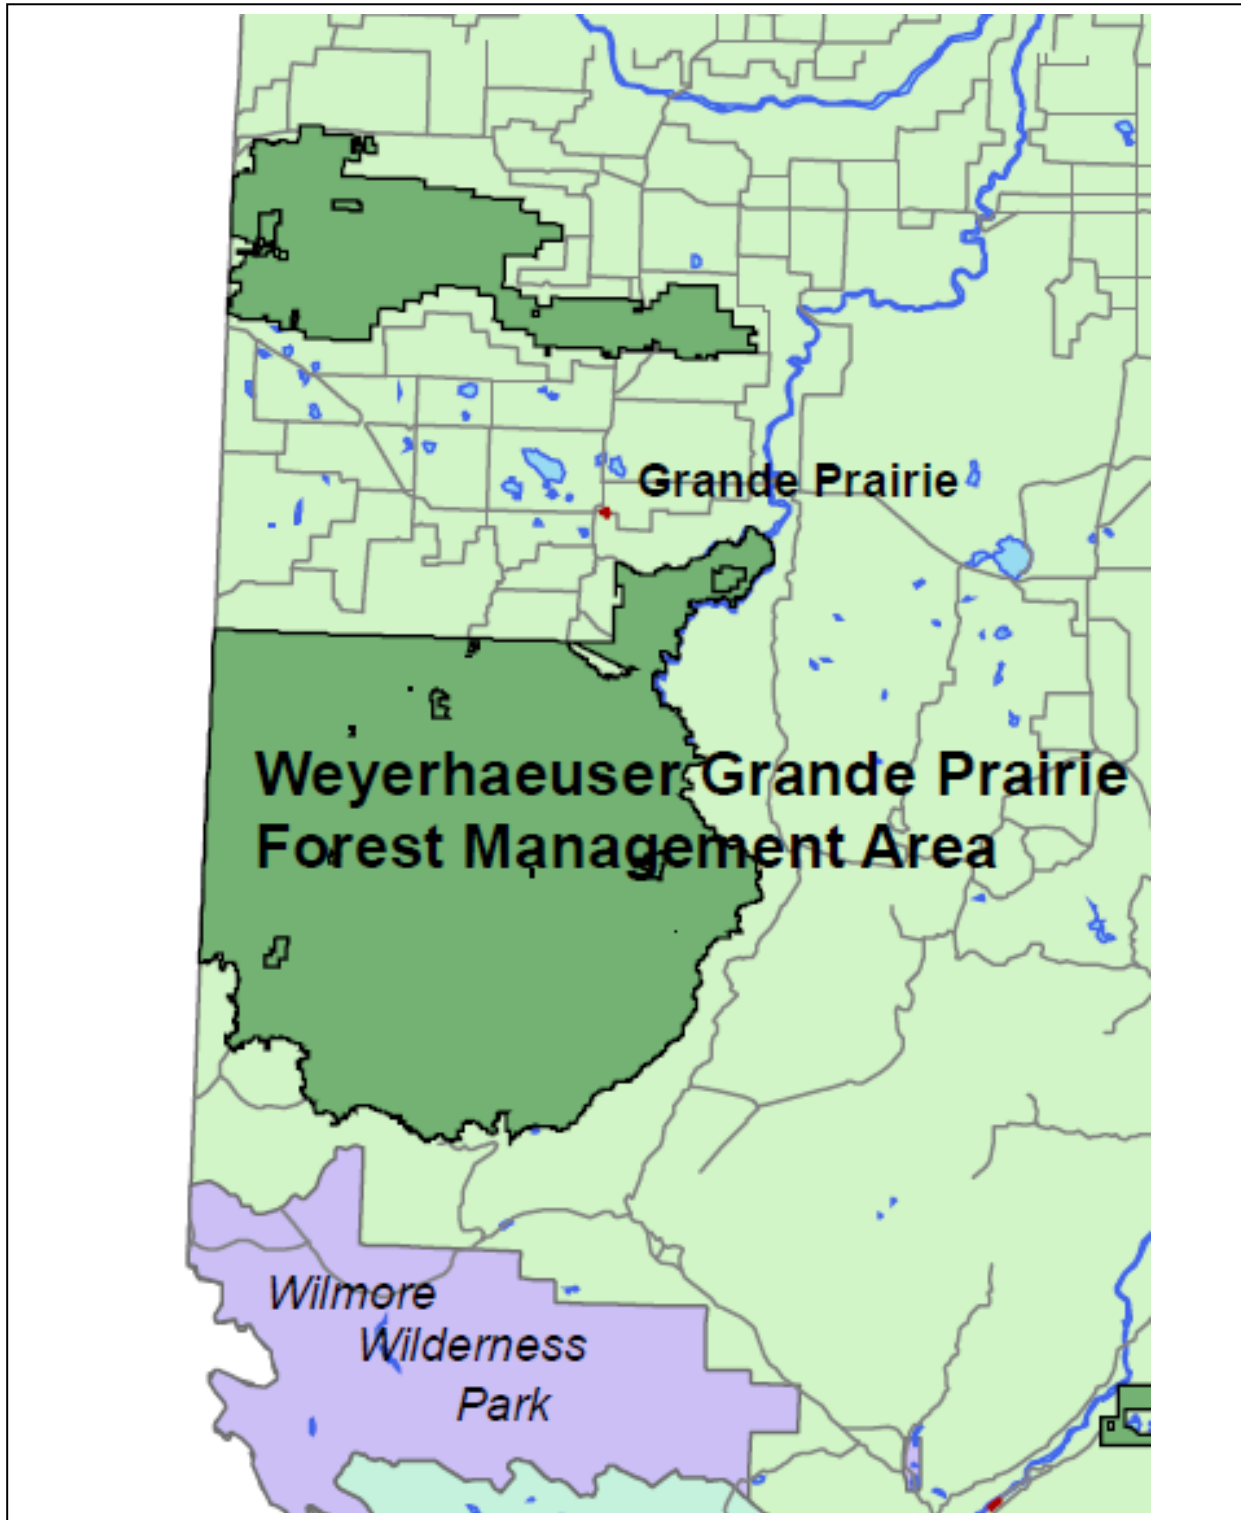 Grande Prairie
Weyerhaeuser Grande Prairie
Forest Management Area
Wilmore
Wilderness
Park